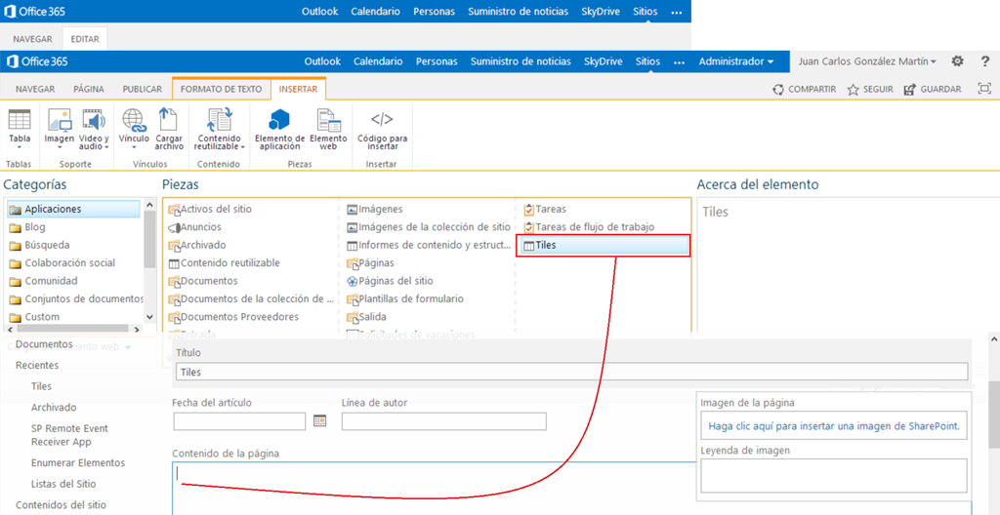 Office 365 Outlook Calendario Personas Suministro de noticias SkyDrive Sitios ...
NAVEGAR EDITAR
Office 365 Outlook Calendario Personas Suministro de noticias SkyDrive Sitios ... Administrador Juan Carlos González Martín ?
NAVEGAR PÁGINA PUBLICAR FORMATO DE TEXTO INSERTAR COMPARTIR SEGUIR GUARDAR
Tabla Imagen Video y audio Vínculo Cargar archivo Contenido reutilizable Elemento de aplicación Elemento web Código para insertar
Tablas Soporte Vínculos Contenido Piezas Insertar
Categorías Piezas Acerca del elemento
Aplicaciones Activos del sitio Imágenes Tareas Tiles
Blog Anuncios Imágenes de la colección de sitio Tareas de flujo de trabajo
Búsqueda Archivado Informes de contenido y estruct... Tiles
Colaboración social Contenido reutilizable Páginas
Comunidad Documentos Páginas del sitio
Conjuntos de documentos Documentos de la colección de ... Plantillas de formulario
Custom Documentos Proveedores Salida
Entrada Solicitudes de vacaciones
Documentos
Recientes
Tiles
Archivado
SP Remote Event
Receiver App
Enumerar Elementos
Listas del Sitio
Contenidos del sitio
Título
Tiles
Fecha del artículo Línea de autor
Contenido de la página
Imagen de la página
Haga clic aquí para insertar una imagen de SharePoint.
Leyenda de imagen